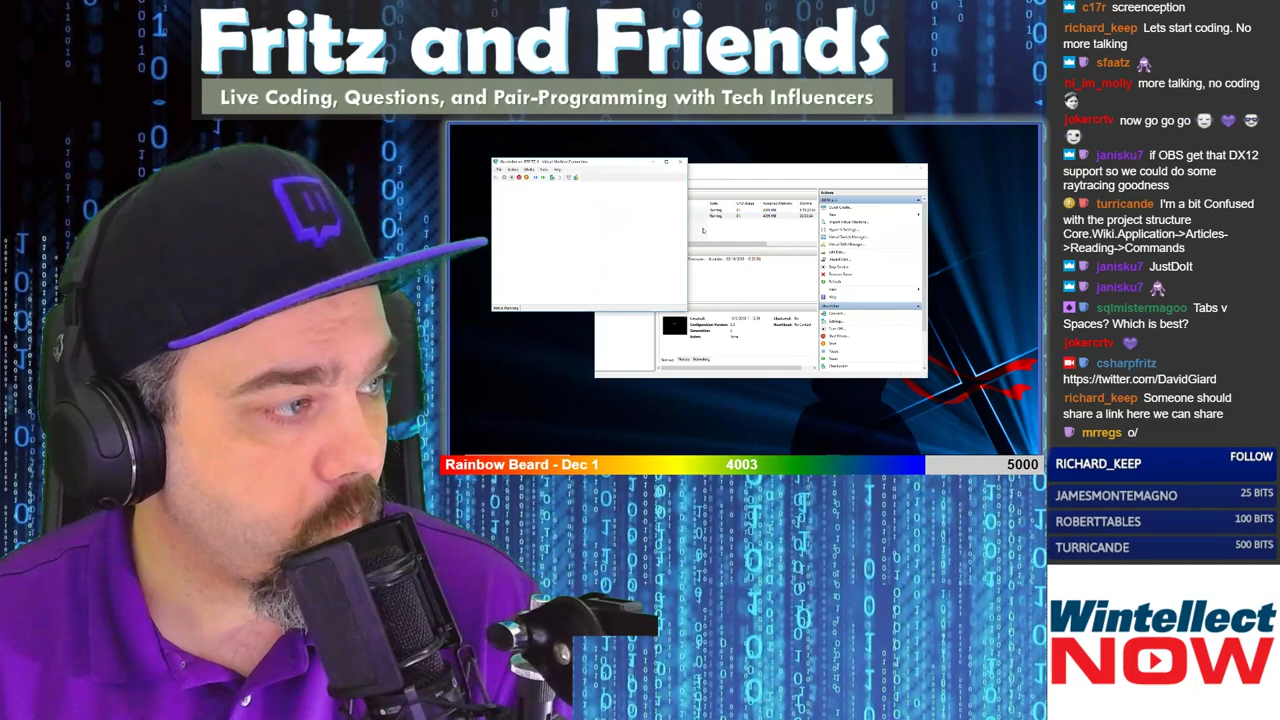 Fritz and Friends
Live Coding, Questions, and Pair-Programming with Tech Influencers
Rainbow Beard - Dec 1
4003
5000
c17r screenception
richard_keep Lets start coding. No
more talking
sfaatz
hi_im_molly more talking, no coding
jokercrtv now go go go
janisku7 if OBS get that DX12
support so we could do some
raytracing goodness
turricande I'm a bit Confused
with the project structure
Core.Wiki.Application->Articles-
>Reading->Commands
janisku7 JustDoIt
janisku7
sqlmistermagoo Tabs v
Spaces? Which is best?
jokercrtv
csharpfritz
https://twitter.com/DavidGiard
richard_keep Someone should
share a link here we can share
mrregs o/
RICHARD_KEEP FOLLOW
JAMESMONTEMAGNO 25 BITS
ROBERTTABLES 100 BITS
TURRICANDE 500 BITS
Wintellect
NOW